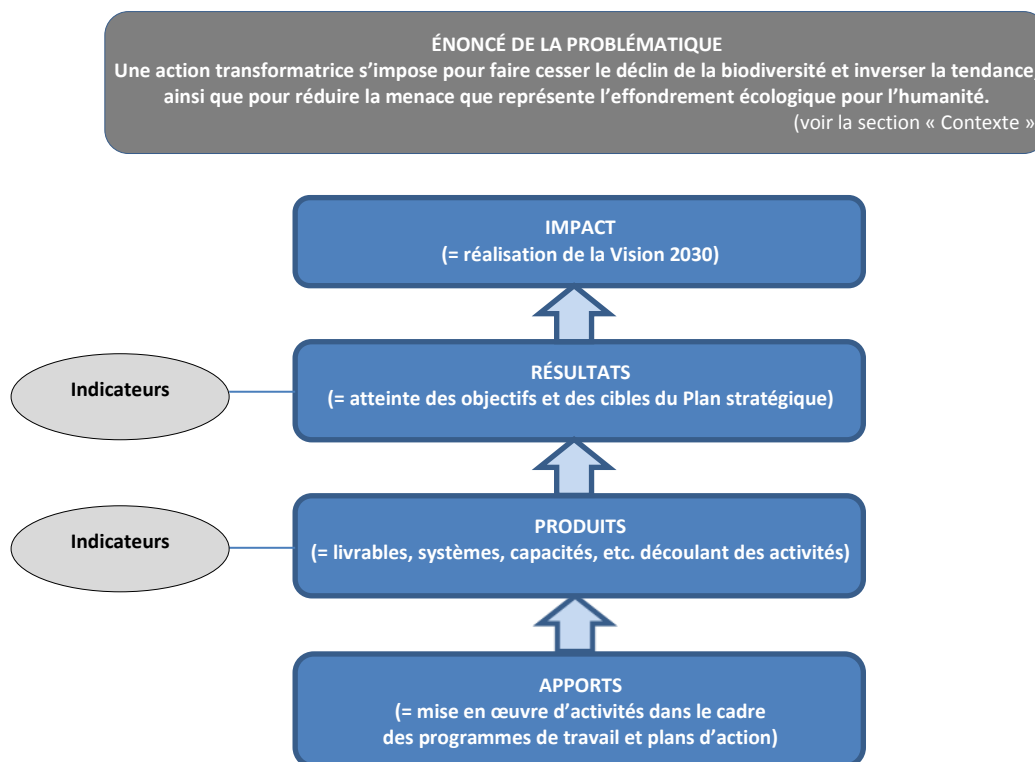 ÉNONCÉ DE LA PROBLÉMATIQUE
Une action transformatrice s’impose pour faire cesser le déclin de la biodiversité et inverser la tendance,
ainsi que pour réduire la menace que représente l’effondrement écologique pour l’humanité.
(voir la section « Contexte »
IMPACT
(= réalisation de la Vision 2030)
RÉSULTATS
(= atteinte des objectifs et des cibles du Plan stratégique)
Indicateurs
PRODUITS
(= livrables, systèmes, capacités, etc. découlant des activités)
Indicateurs
APPORTS
(= mise en œuvre d’activités dans le cadre
des programmes de travail et plans d’action)